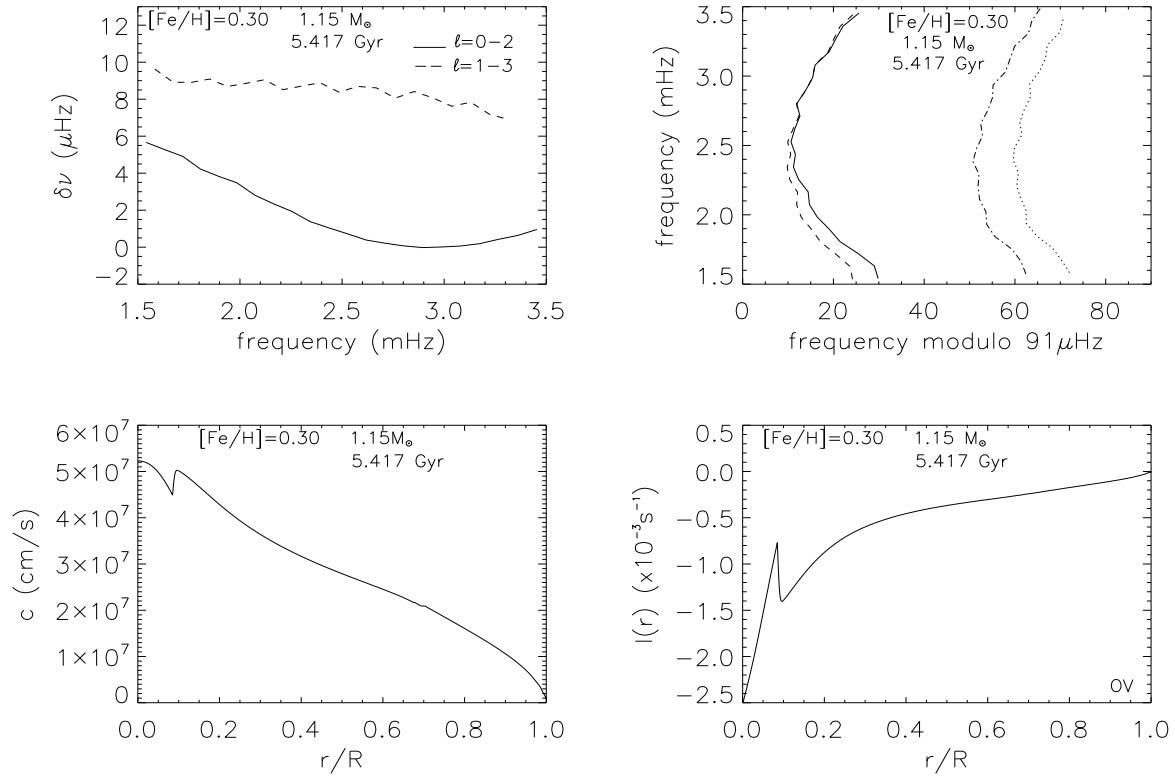 [Fe/H]=0.30 1.15 M⊙
5.417 Gyr
ℓ=0−2
ℓ=1−3
12
10
8
6
4
2
0
−2
δν (μHz)
1.5 2.0 2.5 3.0 3.5
frequency (mHz)
[Fe/H]=0.30
1.15 M⊙
5.417 Gyr
3.5
3.0
2.5
2.0
1.5
frequency (mHz)
0 20 40 60 80
frequency modulo 91μHz
[Fe/H]=0.30 1.15M⊙
5.417 Gyr
6×10⁷
5×10⁷
4×10⁷
3×10⁷
2×10⁷
1×10⁷
0
c (cm/s)
0.0 0.2 0.4 0.6 0.8 1.0
r/R
[Fe/H]=0.30 1.15 M⊙
5.417 Gyr
0.5
0.0
−0.5
−1.0
−1.5
−2.0
−2.5
I(r) (x10⁻³s⁻¹)
OV
0.0 0.2 0.4 0.6 0.8 1.0
r/R